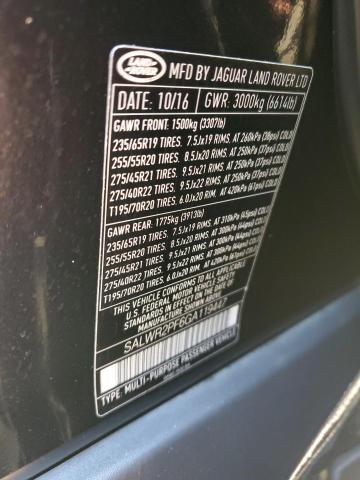 LAND ROVER
MFD BY JAGUAR LAND ROVER LTD
DATE: 10/16 GWR: 3000kg (6614lb)
GAWR FRONT: 1500kg (3307lb)
235/65R19 TIRES. 7.5Jx19 RIMS, AT 260kPa (38psi) COLD
255/55R20 TIRES. 8.5Jx20 RIMS, AT 250kPa (37psi) COLD
275/45R21 TIRES. 9.5Jx21 RIMS, AT 250kPa (37psi) COLD
275/40R22 TIRES. 9.5Jx22 RIMS, AT 250kPa (37psi) COLD
T195/70R20 TIRES. 6.0Jx20 RIMS, AT 420kPa (61psi) COLD
GAWR REAR: 1775kg (3913lb)
235/65R19 TIRES. 7.5Jx19 RIMS, AT 310kPa (45psi) COLD
255/55R20 TIRES. 8.5Jx20 RIMS, AT 300kPa (44psi) COLD
275/45R21 TIRES. 9.5Jx21 RIMS, AT 300kPa
275/40R22 TIRES. 9.5Jx22 RIMS, AT 300kPa
T195/70R20 TIRES. 6.0Jx20 RIMS, AT 420kPa (61psi) COLD
THIS VEHICLE CONFORMS TO ALL APPLICABLE
U.S. FEDERAL MOTOR VEHICLE SAFETY
STANDARDS IN EFFECT ON THE DATE OF
MANUFACTURE SHOWN ABOVE.
SALWR2PF6GA119437
TYPE: MULTI-PURPOSE PASSENGER VEHICLE